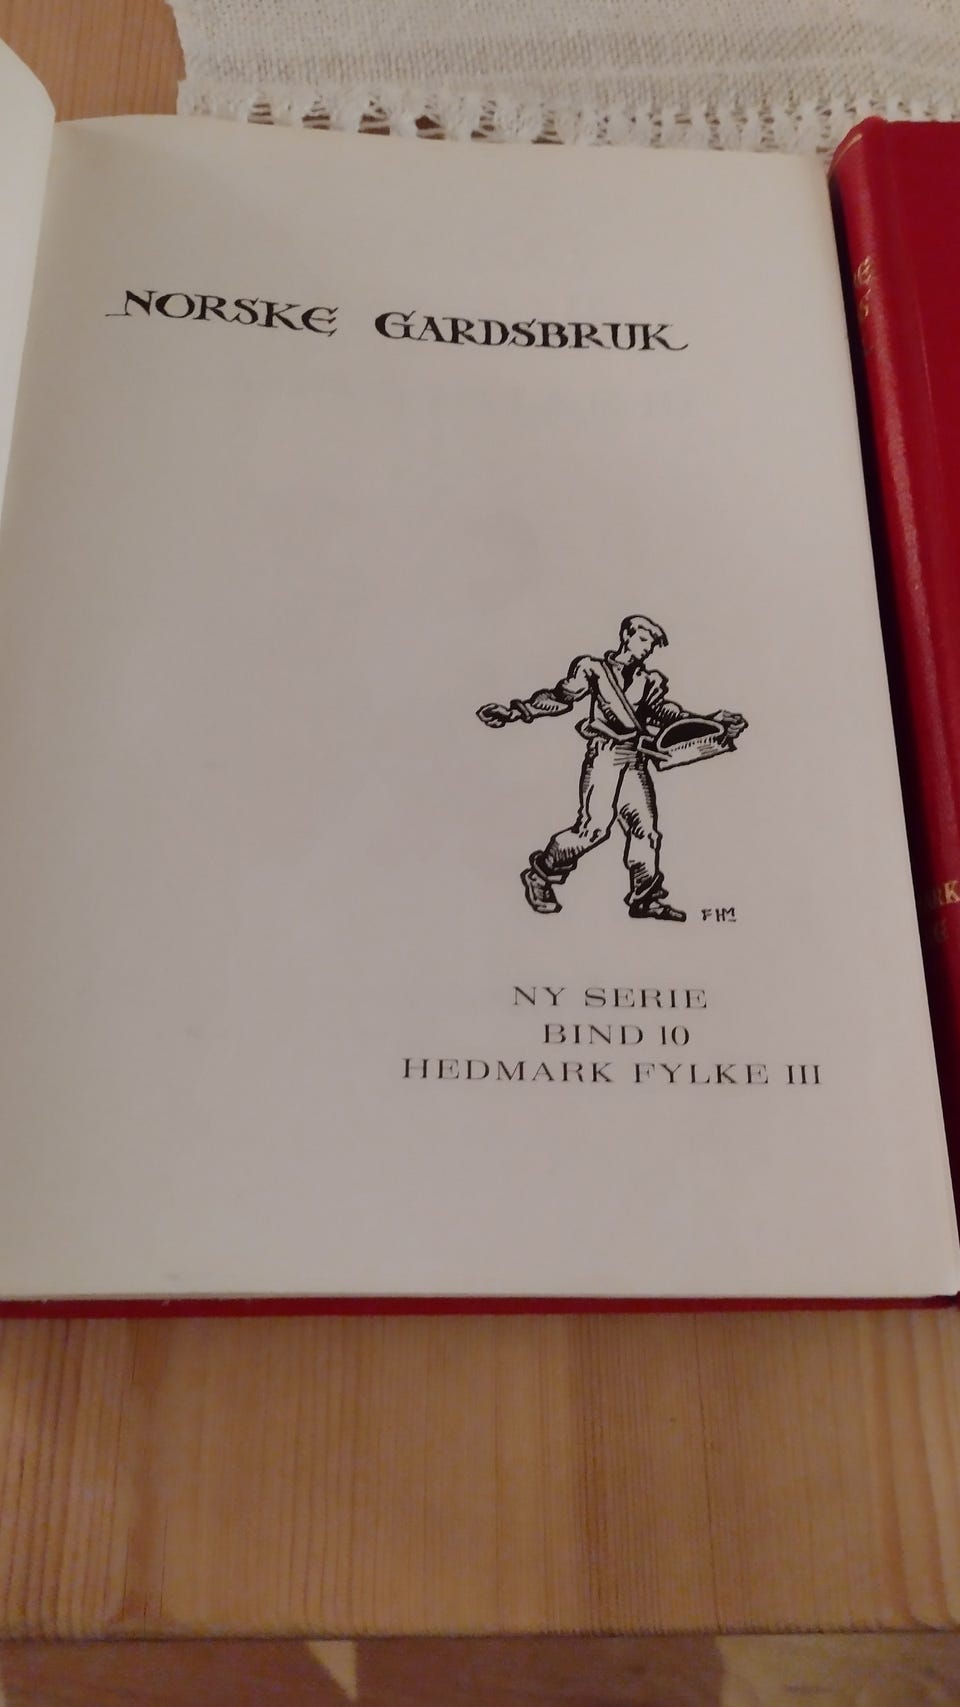 NORSKE GARDSBRUK
FHM
NY SERIE
BIND 10
HEDMARK FYLKE III